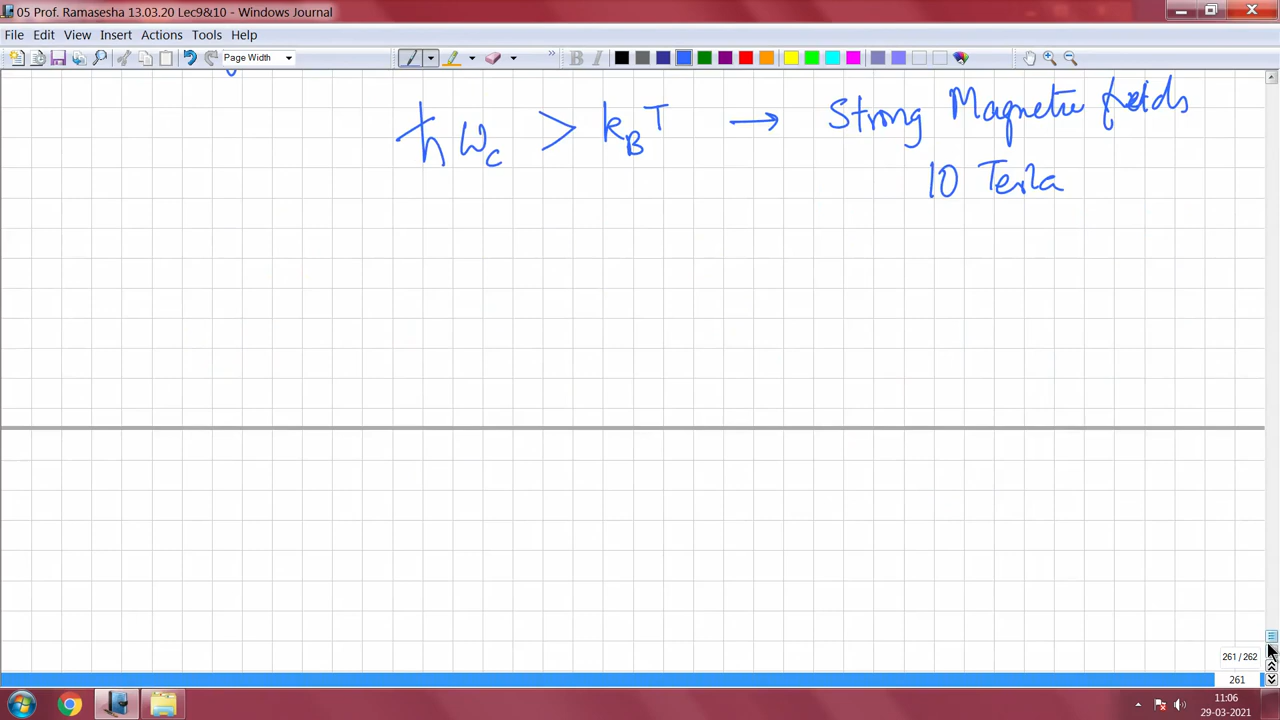 05 Prof. Ramasesha 13.03.20 Lec9&10 - Windows Journal
File Edit View Insert Actions Tools Help
Page Width
B I
ħω_c > k_B T → Strong Magnetic fields
10 Tesla
261 / 262
261
11:06
29-03-2021